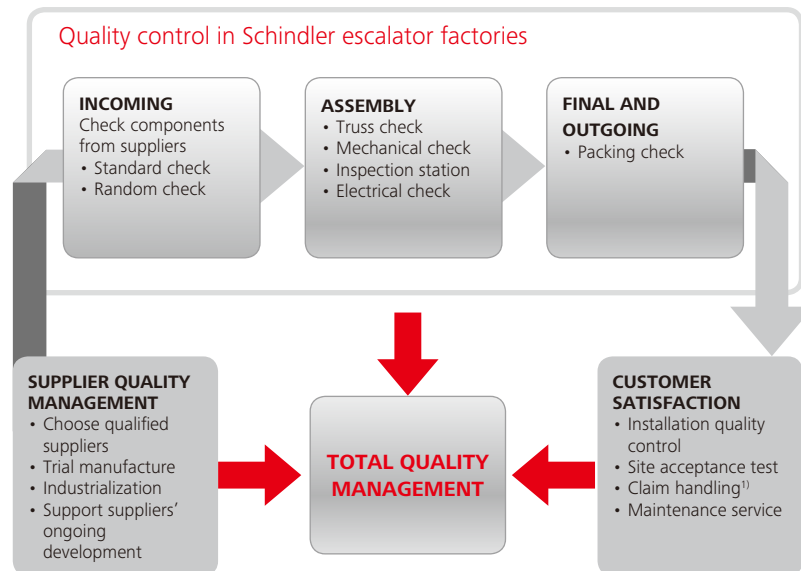 Quality control in Schindler escalator factories
INCOMING
Check components
from suppliers
• Standard check
• Random check
ASSEMBLY
• Truss check
• Mechanical check
• Inspection station
• Electrical check
FINAL AND
OUTGOING
• Packing check
SUPPLIER QUALITY
MANAGEMENT
• Choose qualified
suppliers
• Trial manufacture
• Industrialization
• Support suppliers’
ongoing
development
TOTAL QUALITY
MANAGEMENT
CUSTOMER
SATISFACTION
• Installation quality
control
• Site acceptance test
• Claim handling¹⁾
• Maintenance service